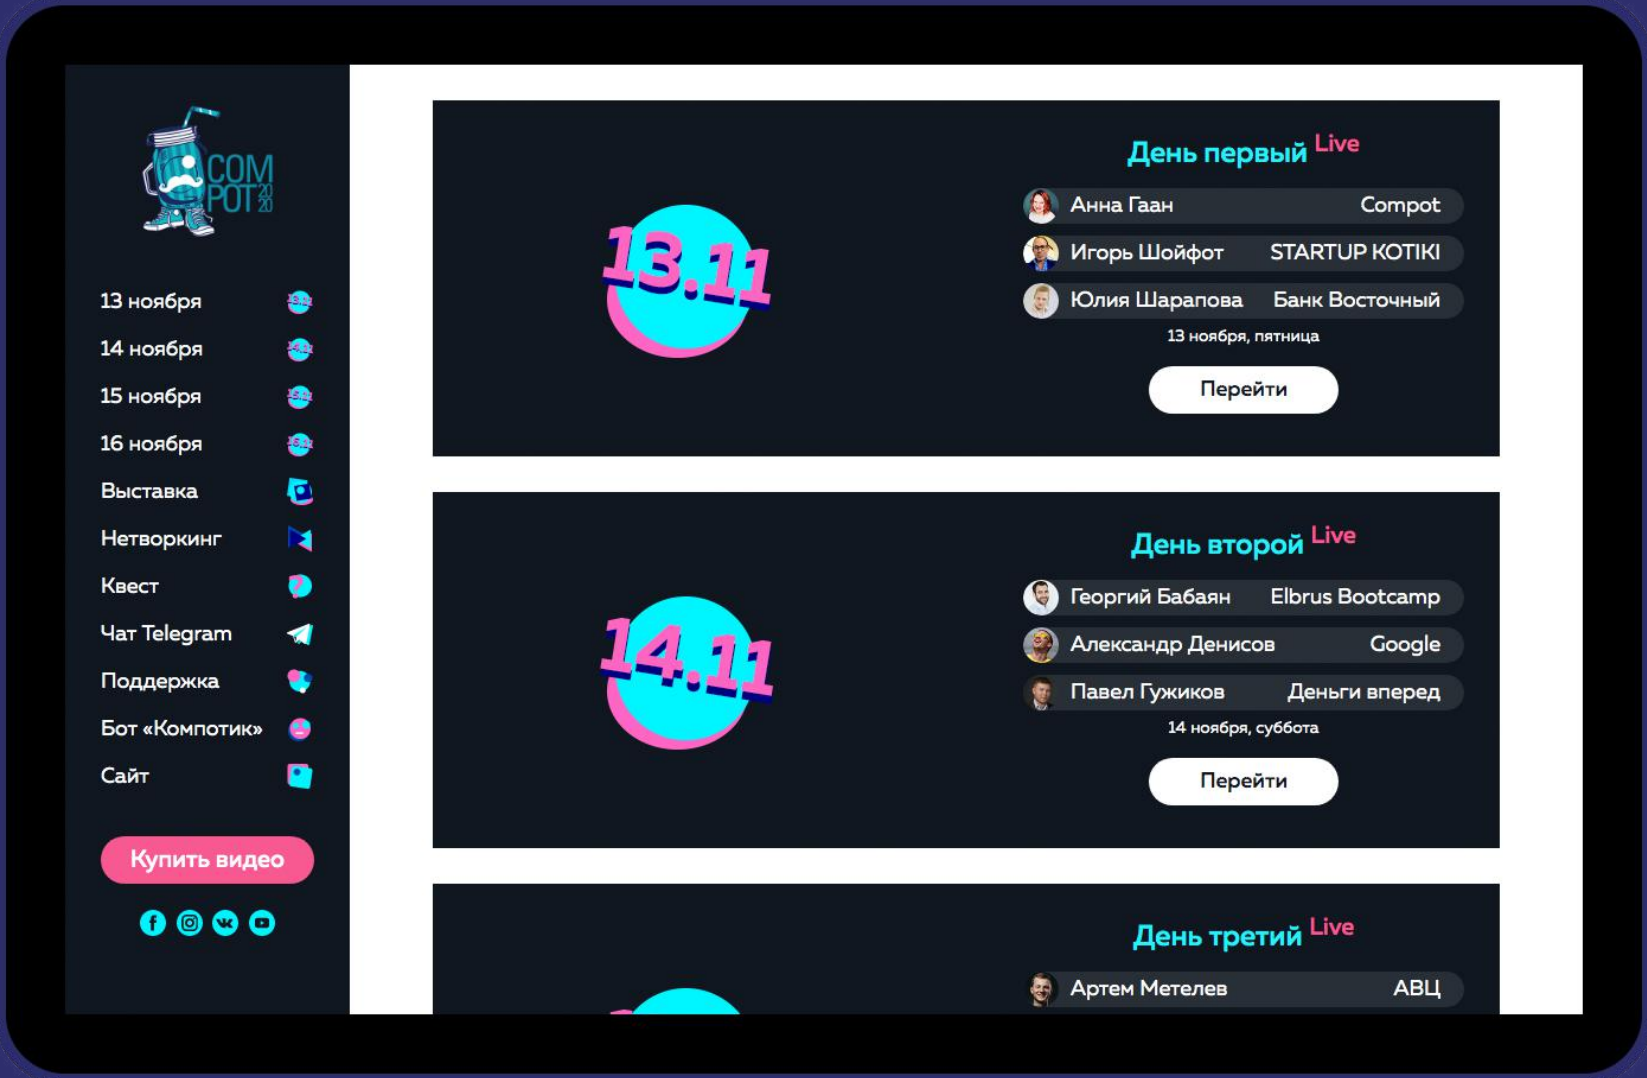 COM
POT 20
20
13 ноября
14 ноября
15 ноября
16 ноября
Выставка
Нетворкинг
Квест
Чат Telegram
Поддержка
Бот «Компотик»
Сайт
Купить видео
13.11
День первый Live
Анна Гаан Compot
Игорь Шойфот STARTUP KOTIKI
Юлия Шарапова Банк Восточный
13 ноября, пятница
Перейти
14.11
День второй Live
Георгий Бабаян Elbrus Bootcamp
Александр Денисов Google
Павел Гужиков Деньги вперед
14 ноября, суббота
Перейти
День третий Live
Артем Метелев АВЦ